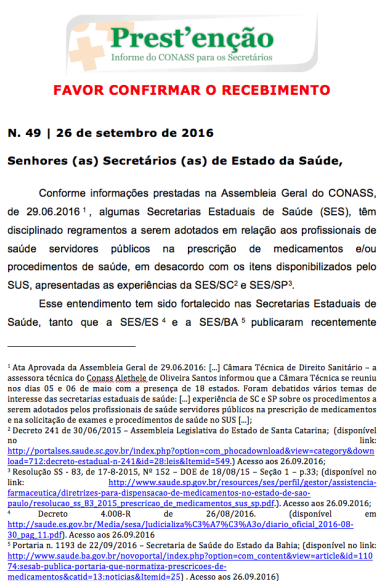 Prest'enção
Informe do CONASS para os Secretários
FAVOR CONFIRMAR O RECEBIMENTO
N. 49 | 26 de setembro de 2016
Senhores (as) Secretários (as) de Estado da Saúde,
Conforme informações prestadas na Assembleia Geral do CONASS,
de 29.06.2016 ¹ , algumas Secretarias Estaduais de Saúde (SES), têm
disciplinado regramentos a serem adotados em relação aos profissionais de
saúde servidores públicos na prescrição de medicamentos e/ou
procedimentos de saúde, em desacordo com os itens disponibilizados pelo
SUS, apresentadas as experiências da SES/SC² e SES/SP³.
Esse entendimento tem sido fortalecido nas Secretarias Estaduais de
Saúde, tanto que a SES/ES ⁴ e a SES/BA ⁵ publicaram recentemente
¹ Ata Aprovada da Assembleia Geral de 29.06.2016: [...] Câmara Técnica de Direito Sanitário – a
assessora técnica do Conass Alethele de Oliveira Santos informou que a Câmara Técnica se reuniu
nos dias 05 e 06 de maio com a presença de 18 estados. Foram debatidos vários temas de
interesse das secretarias estaduais de saúde; [...] experiência de SC e SP sobre os procedimentos a
serem adotados pelos profissionais de saúde servidores públicos na prescrição de medicamentos
e na solicitação de exames e procedimentos de saúde no SUS [...];
² Decreto 241 de 30/06/2015 – Assembleia Legislativa do Estado de Santa Catarina; (disponível
no link:
http://portalses.saude.sc.gov.br/index.php?option=com_phocadownload&view=category&down
load=712:decreto-estadual-n-241&id=28:leis&Itemid=549.) Acesso aos 26.09.2016;
³ Resolução SS - 83, de 17-8-2015, Nº 152 – DOE de 18/08/15 – Seção 1 – p.33; (disponível no
link: http://www.saude.sp.gov.br/resources/ses/perfil/gestor/assistencia-
farmaceutica/diretrizes-para-dispensacao-de-medicamentos-no-estado-de-sao-
paulo/resolucao_ss_83_2015_prescricao_de_medicamentos_sus_sp.pdf.). Acesso aos 26.09.2016;
⁴ Decreto 4.008-R de 26/08/2016. (disponível em
http://saude.es.gov.br/Media/sesa/Judicializa%C3%A7%C3%A3o/diario_oficial_2016-08-
30_pag_11.pdf). Acesso aos 26.09.2016
⁵ Portaria n. 1193 de 22/09/2016 – Secretaria de Saúde do Estado da Bahia; (disponível no link:
http://www.saude.ba.gov.br/novoportal/index.php?option=com_content&view=article&id=110
74:sesab-publica-portaria-que-normatiza-prescricoes-de-
medicamentos&catid=13:noticias&Itemid=25) . Acesso aos 26.09.2016)